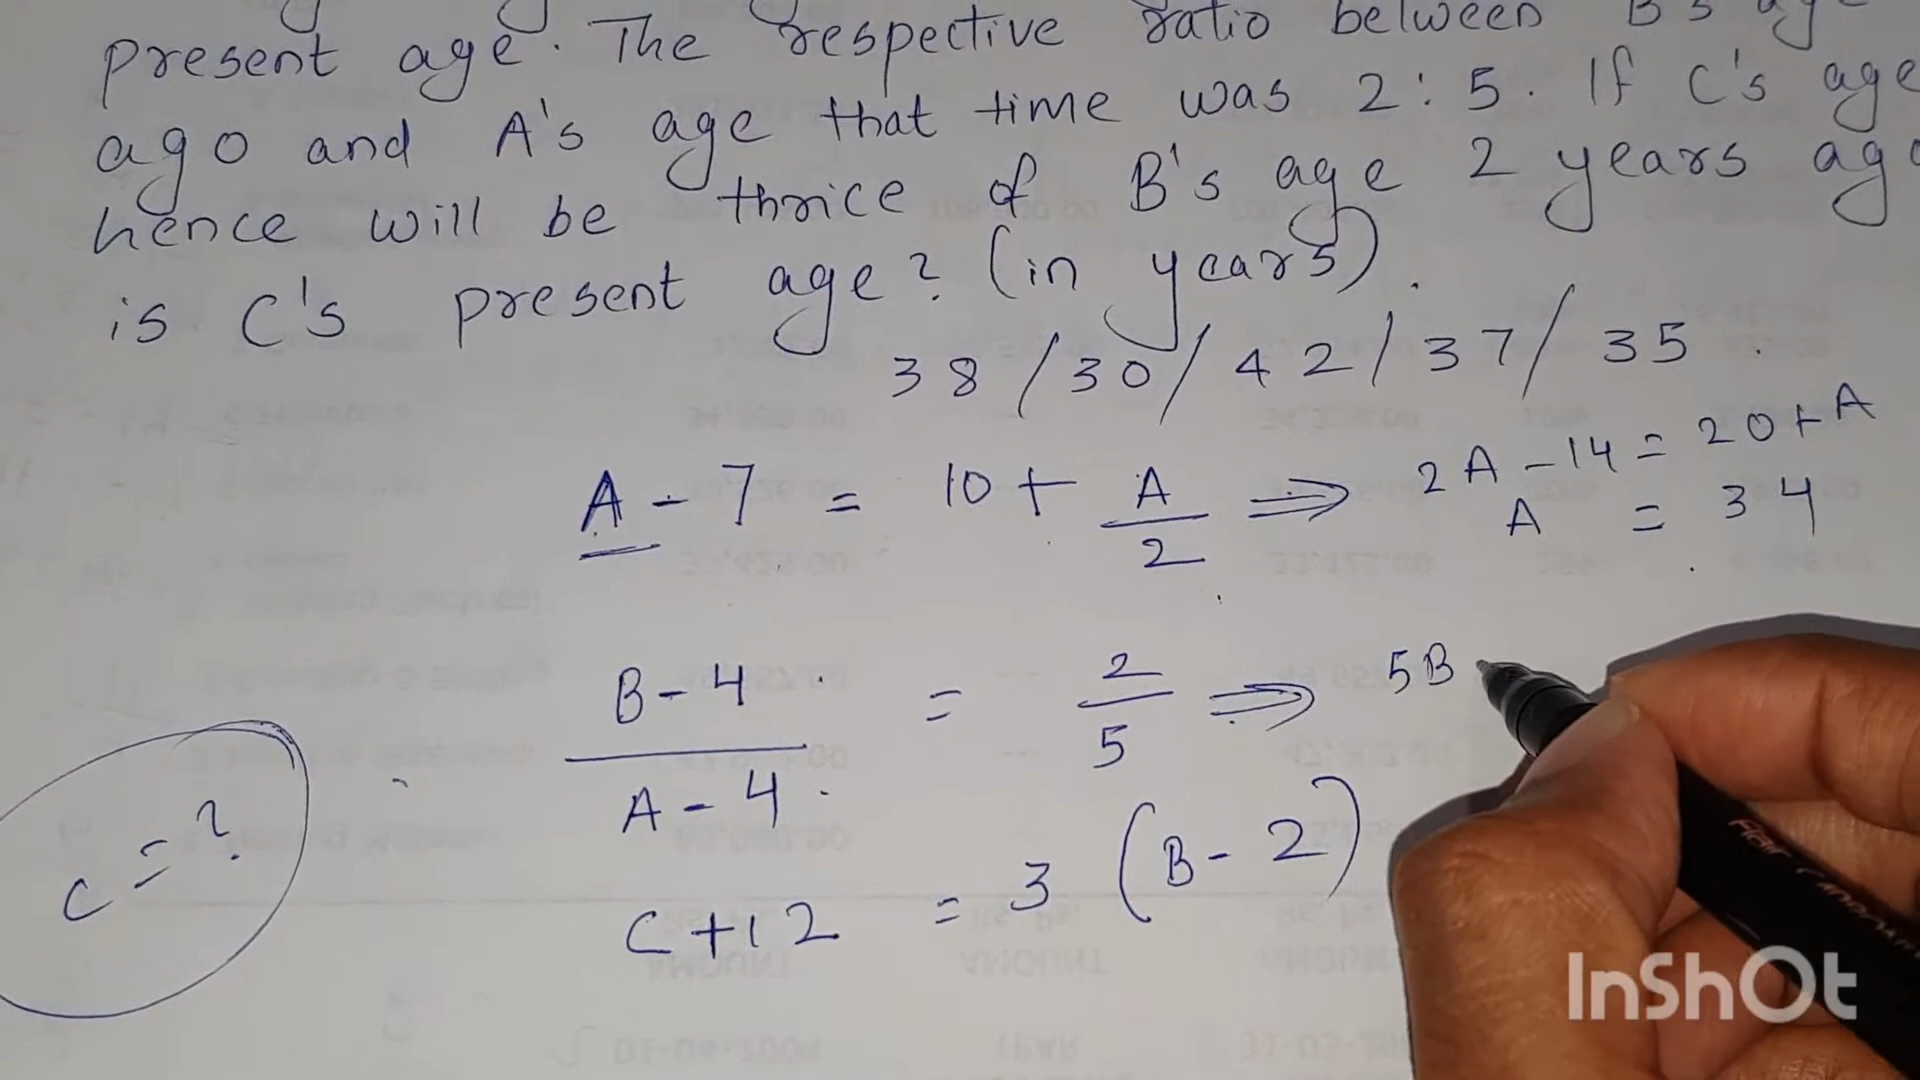 present age. The respective ratio between B's age
ago and A's age that time was 2:5. If C's age
hence will be thrice of B's age 2 years ago
is C's present age? (in years).
38/30/42/37/35
A - 7 = 10 + A/2 ⟹ 2A - 14 = 20 + A
A = 34
B - 4 / A - 4 = 2/5 ⟹ 5B
C + 12 = 3 (B - 2)
C = ?
InShOt